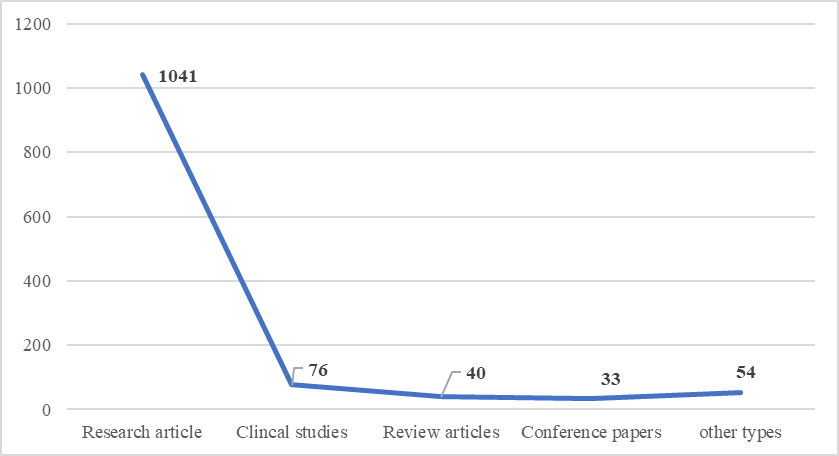 1200
1000
800
600
400
200
0
1041
76
40
33
54
Research article
Clincal studies
Review articles
Conference papers
other types